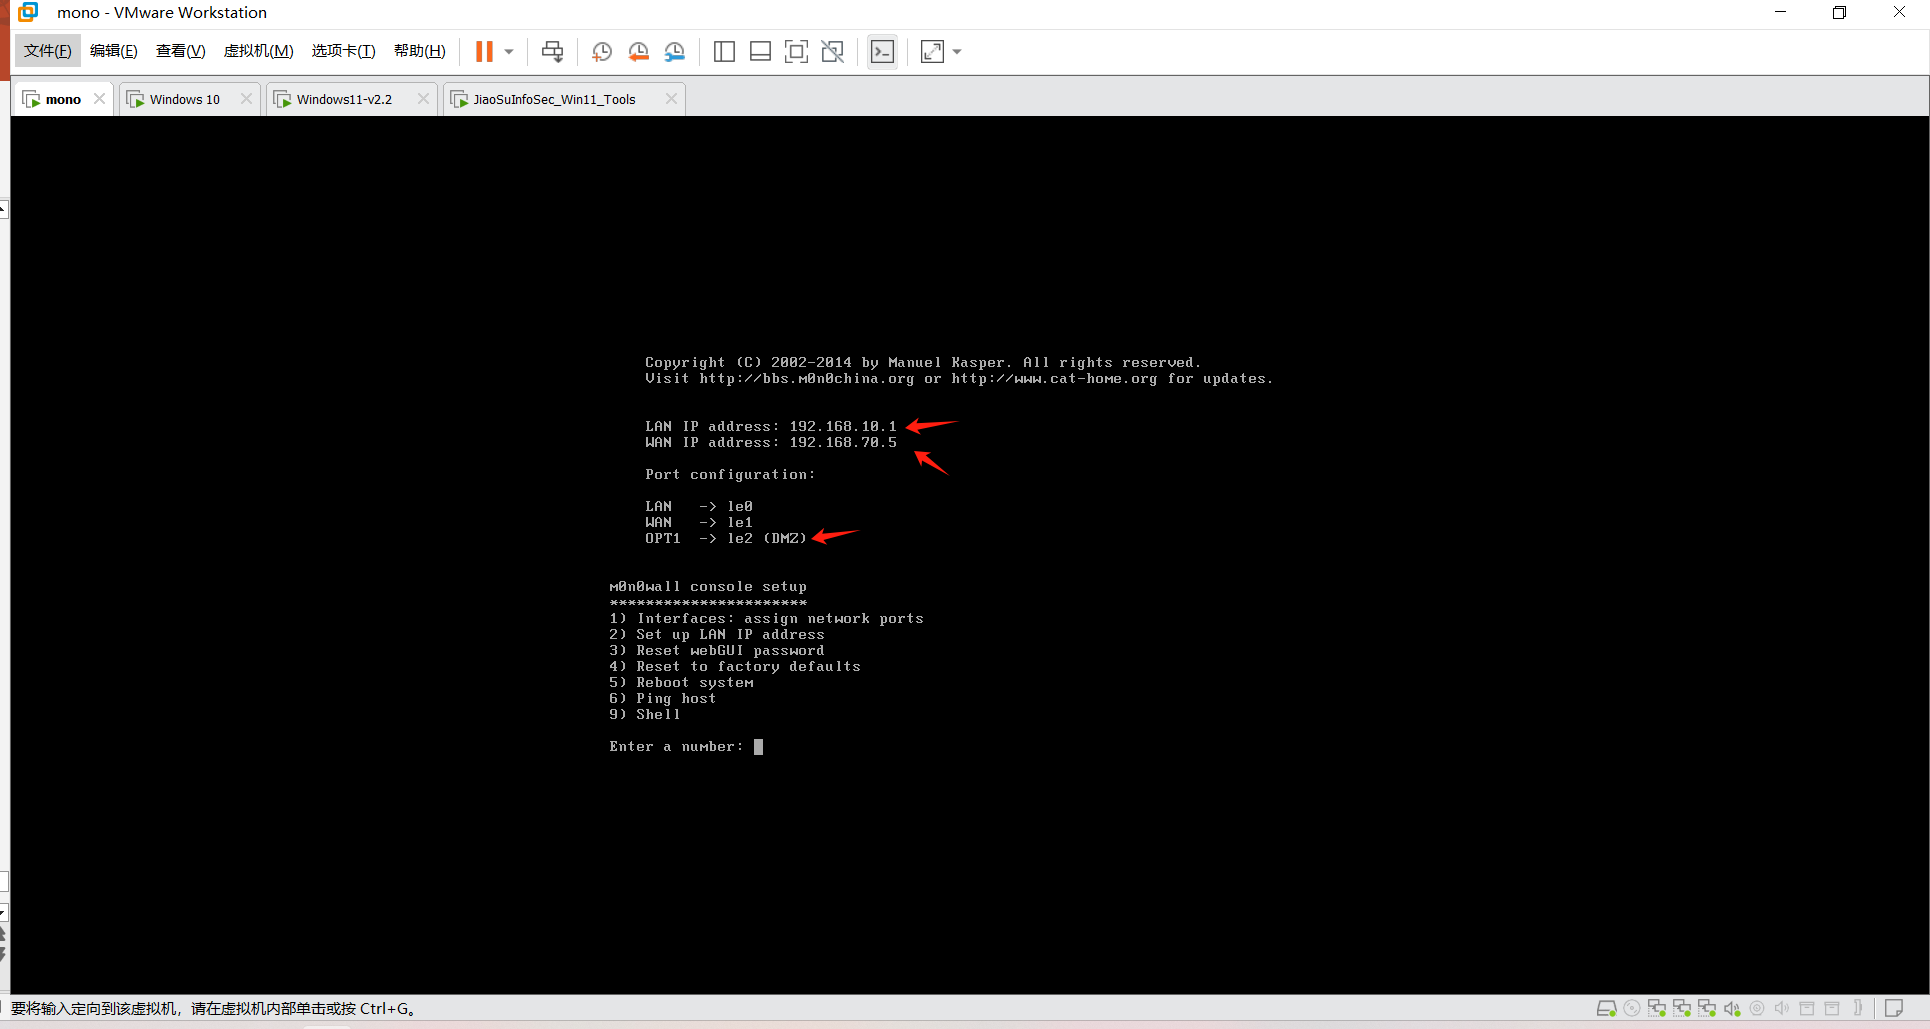 mono - VMware Workstation
文件(F) 编辑(E) 查看(V) 虚拟机(M) 选项卡(T) 帮助(H)
mono Windows 10 Windows11-v2.2 JiaoSuInfoSec_Win11_Tools
Copyright (C) 2002-2014 by Manuel Kasper. All rights reserved.
Visit http://bbs.m0n0china.org or http://www.cat-home.org for updates.
LAN IP address: 192.168.10.1
WAN IP address: 192.168.70.5
Port configuration:
LAN -> le0
WAN -> le1
OPT1 -> le2 (DMZ)
m0n0wall console setup
**********************
1) Interfaces: assign network ports
2) Set up LAN IP address
3) Reset webGUI password
4) Reset to factory defaults
5) Reboot system
6) Ping host
9) Shell
Enter a number:
要将输入定向到该虚拟机，请在虚拟机内部单击或按 Ctrl+G。